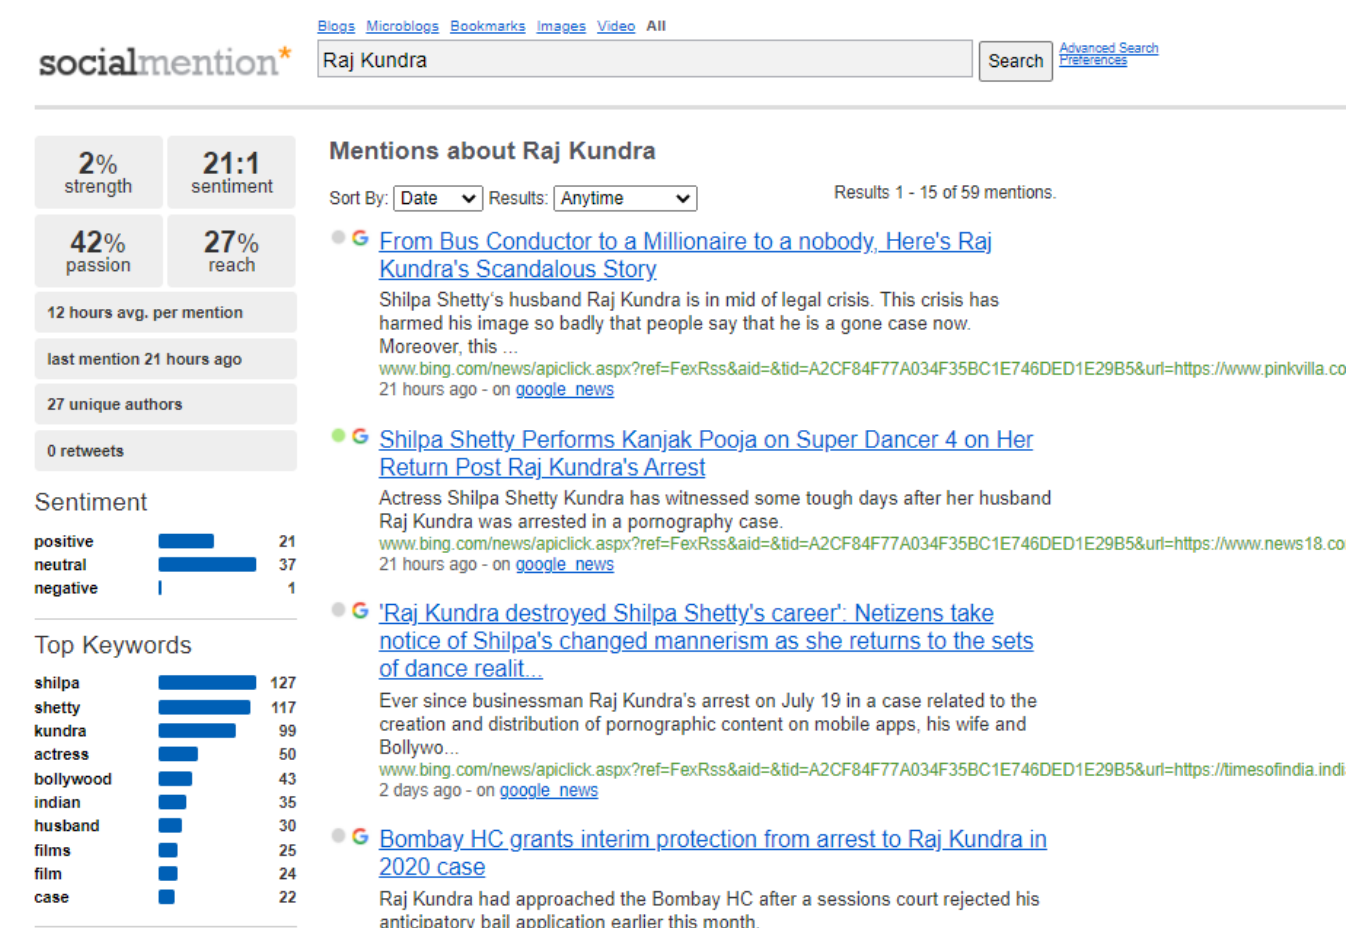 Blogs Microblogs Bookmarks Images Video All
socialmention*
Raj Kundra
Search
Advanced Search
Preferences
2%
strength
21:1
sentiment
42%
passion
27%
reach
12 hours avg. per mention
last mention 21 hours ago
27 unique authors
0 retweets
Sentiment
positive 21
neutral 37
negative 1
Top Keywords
shilpa 127
shetty 117
kundra 99
actress 50
bollywood 43
indian 35
husband 30
films 25
film 24
case 22
Mentions about Raj Kundra
Sort By: Date Results: Anytime
Results 1 - 15 of 59 mentions.
From Bus Conductor to a Millionaire to a nobody, Here's Raj
Kundra's Scandalous Story
Shilpa Shetty's husband Raj Kundra is in mid of legal crisis. This crisis has
harmed his image so badly that people say that he is a gone case now.
Moreover, this ...
www.bing.com/news/apiclick.aspx?ref=FexRss&aid=&tid=A2CF84F77A034F35BC1E746DED1E29B5&url=https://www.pinkvilla.co
21 hours ago - on google_news
Shilpa Shetty Performs Kanjak Pooja on Super Dancer 4 on Her
Return Post Raj Kundra's Arrest
Actress Shilpa Shetty Kundra has witnessed some tough days after her husband
Raj Kundra was arrested in a pornography case.
www.bing.com/news/apiclick.aspx?ref=FexRss&aid=&tid=A2CF84F77A034F35BC1E746DED1E29B5&url=https://www.news18.co
21 hours ago - on google_news
'Raj Kundra destroyed Shilpa Shetty's career': Netizens take
notice of Shilpa's changed mannerism as she returns to the sets
of dance realit...
Ever since businessman Raj Kundra's arrest on July 19 in a case related to the
creation and distribution of pornographic content on mobile apps, his wife and
Bollywo...
www.bing.com/news/apiclick.aspx?ref=FexRss&aid=&tid=A2CF84F77A034F35BC1E746DED1E29B5&url=https://timesofindia.indi
2 days ago - on google_news
Bombay HC grants interim protection from arrest to Raj Kundra in
2020 case
Raj Kundra had approached the Bombay HC after a sessions court rejected his
anticipatory bail application earlier this month.